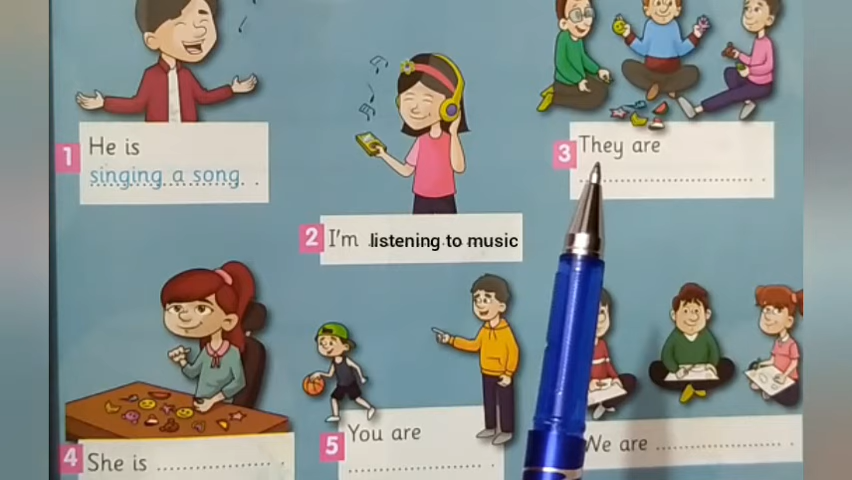 1 He is
singing a song .
2 I'm listening to music
3 They are
.............................. .
4 She is ................... .
5 You are
........................ .
We are ...................... .